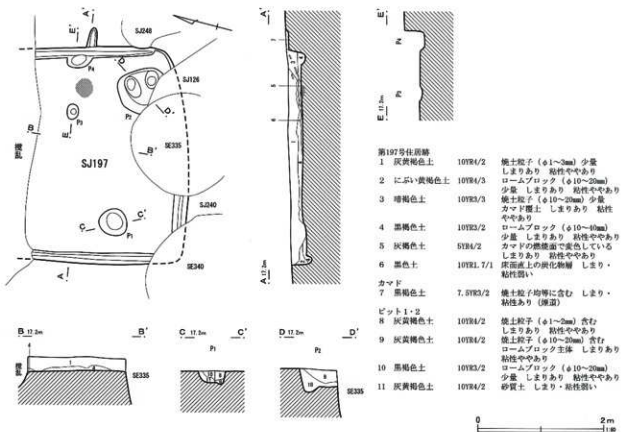 A'
E'
SJ248
P4
SJ126
P2
P3
E
B
B'
SE335
SJ197
C
C'
P1
SJ240
A
SE340
A'
7
5
4
A 17.2m
E'
P4
P3
E 17.2m
第197号住居跡
1 灰黄褐色土 10YR4/2 焼土粒子(φ1~3mm)少量
しまりあり 粘性ややあり
2 にぶい黄褐色土 10YR4/3 ロームブロック(φ10~20mm)
少量 しまりあり 粘性ややあり
3 暗褐色土 10YR3/3 焼土粒子(φ10~20mm)少量
カマド覆土 しまりあり 粘性
ややあり
4 黒褐色土 10YR3/2 ロームブロック(φ10~40mm)
少量 しまりあり 粘性ややあり
5 灰褐色土 5YR4/2 カマドの燃焼面で変色している
しまりあり 粘性ややあり
6 黒色土 10YR1.7/1 床面直上の炭化物層 しまり・
粘性弱い
カマド
7 黒褐色土 7.5YR3/2 焼土粒子均等に含む しまり・
粘性あり(煙道)
ピット1・2
8 灰黄褐色土 10YR4/2 焼土粒子(φ1~2mm)含む
しまりあり 粘性ややあり
9 灰黄褐色土 10YR4/2 焼土粒子(φ10~20mm)含む
ロームブロック主体 しまりあり
粘性ややあり
10 黒褐色土 10YR3/2 ロームブロック(φ10~20mm)
少量 しまりあり 粘性ややあり
11 灰黄褐色土 10YR4/2 砂質土 しまり・粘性弱い
B 17.2m B'
1
SE335
C 17.2m C'
P1
D 17.2m D'
P2
9
10
SE335
0 2m